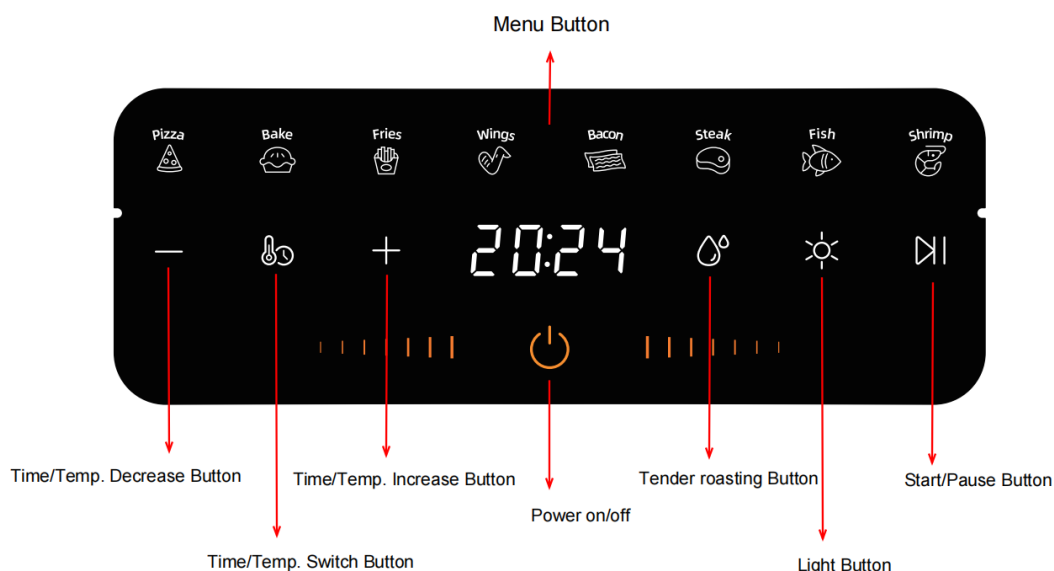 Menu Button
Pizza Bake Fries Wings Bacon Steak Fish Shrimp
20:24
Time/Temp. Decrease Button
Time/Temp. Increase Button
Tender roasting Button
Start/Pause Button
Power on/off
Time/Temp. Switch Button
Light Button